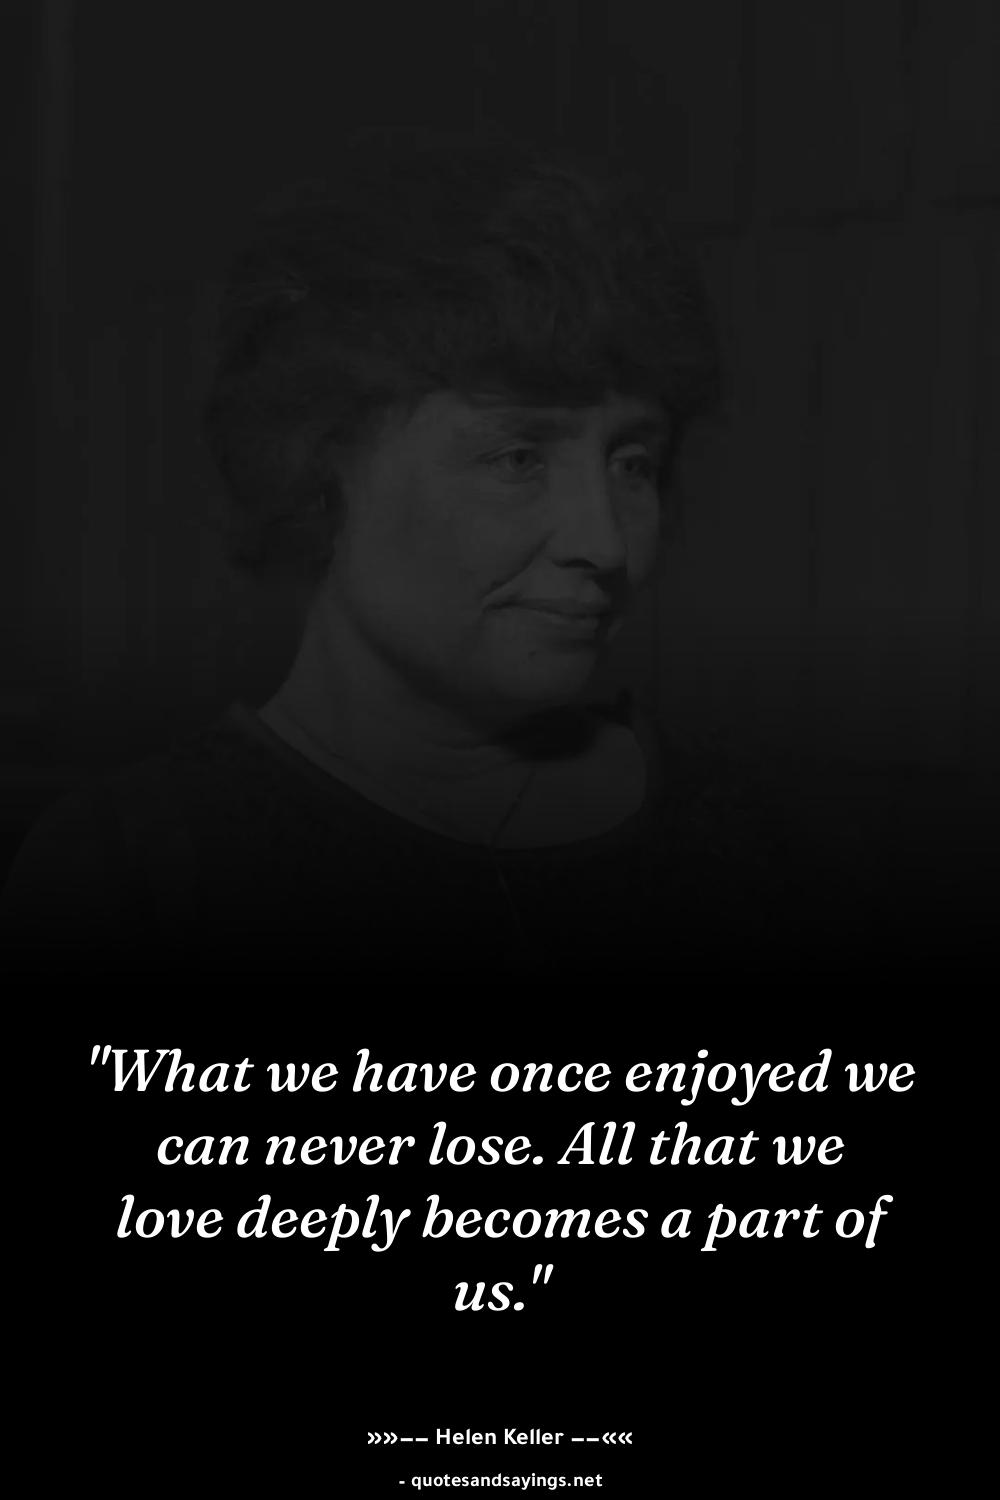 "What we have once enjoyed we
can never lose. All that we
love deeply becomes a part of
us."
»»–– Helen Keller ––««
- quotesandsayings.net